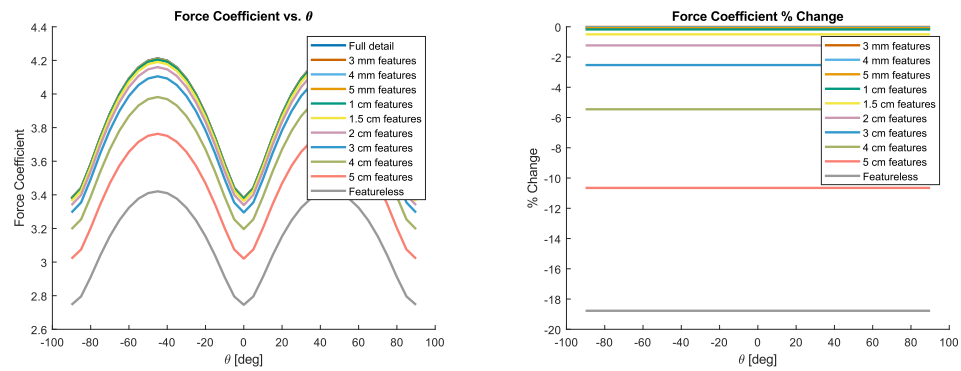 Force Coefficient vs. θ
4.4
4.2
4
3.8
3.6
3.4
3.2
3
2.8
2.6
Force Coefficient
-100 -80 -60 -40 -20 0 20 40 60 80 100
θ [deg]
Full detail
3 mm features
4 mm features
5 mm features
1 cm features
1.5 cm features
2 cm features
3 cm features
4 cm features
5 cm features
Featureless
Force Coefficient % Change
0
-2
-4
-6
-8
-10
-12
-14
-16
-18
-20
% Change
-100 -80 -60 -40 -20 0 20 40 60 80 100
θ [deg]
3 mm features
4 mm features
5 mm features
1 cm features
1.5 cm features
2 cm features
3 cm features
4 cm features
5 cm features
Featureless